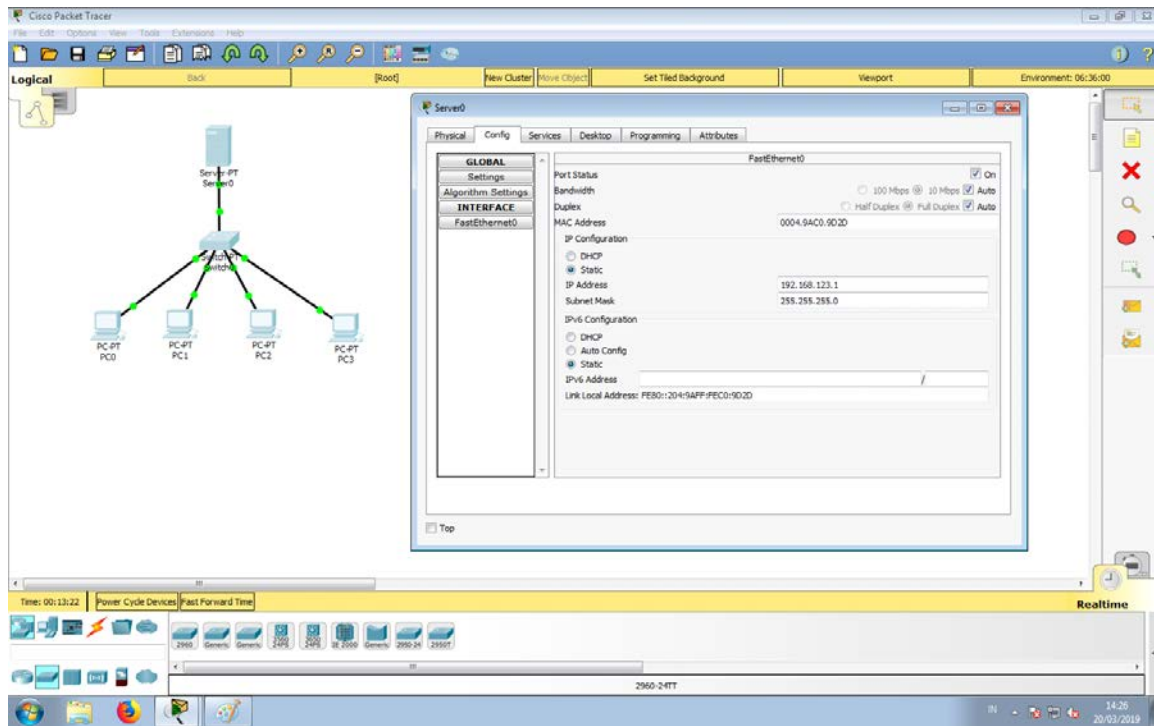 Cisco Packet Tracer
File Edit Options View Tools Extensions Help
Logical Back [Root] New Cluster Move Object Set Tiled Background Viewport Environment: 06:36:00
Server-PT
Server0
Switch-PT
PC-PT
PC0
PC-PT
PC1
PC-PT
PC2
PC-PT
PC3
Server0
Physical Config Services Desktop Programming Attributes
GLOBAL
Settings
Algorithm Settings
INTERFACE
FastEthernet0
FastEthernet0
Port Status On
Bandwidth 100 Mbps 10 Mbps Auto
Duplex Half Duplex Full Duplex Auto
MAC Address 0004.9AC0.9D2D
IP Configuration
DHCP
Static
IP Address 192.168.123.1
Subnet Mask 255.255.255.0
IPv6 Configuration
DHCP
Auto Config
Static
IPv6 Address /
Link Local Address: FE80::204:9AFF:FEC0:9D2D
Top
Time: 00:13:22 Power Cycle Devices Fast Forward Time Realtime
2960 Generic Generic IE 2000 Generic 2950-24 2950T
2960-24TT
IN 14:26
20/03/2019